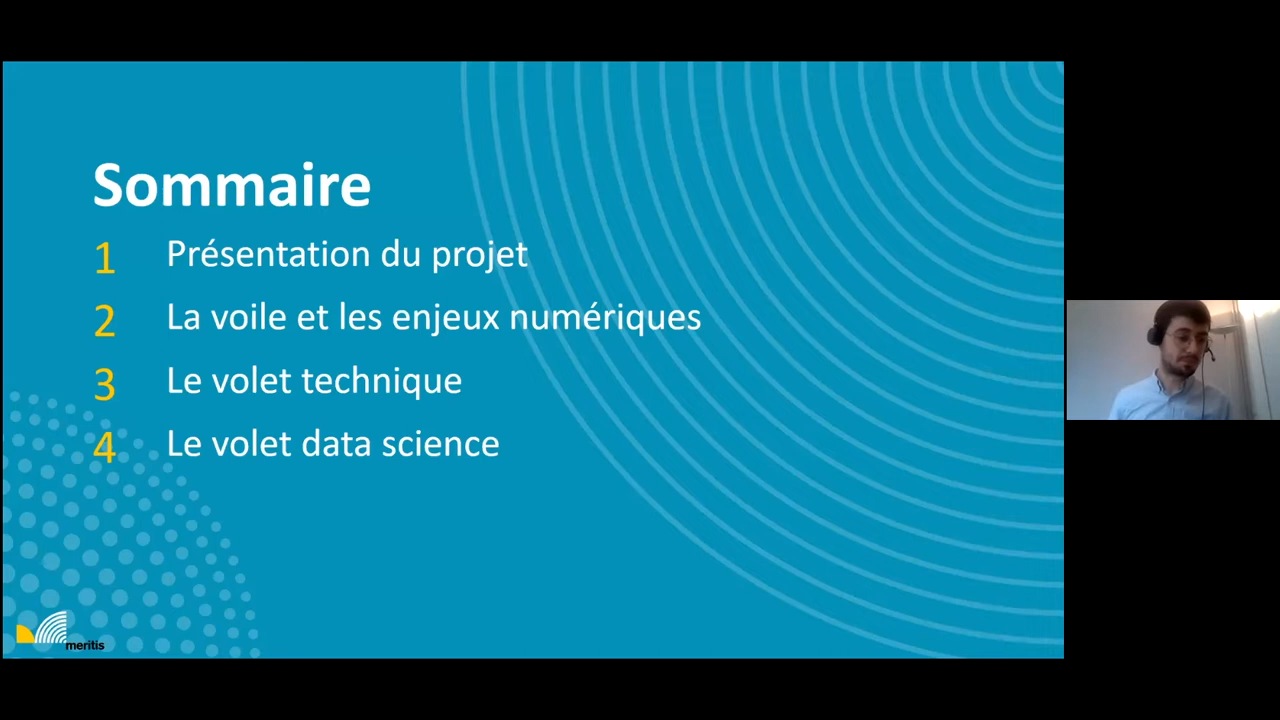 Sommaire
1 Présentation du projet
2 La voile et les enjeux numériques
3 Le volet technique
4 Le volet data science
meritis